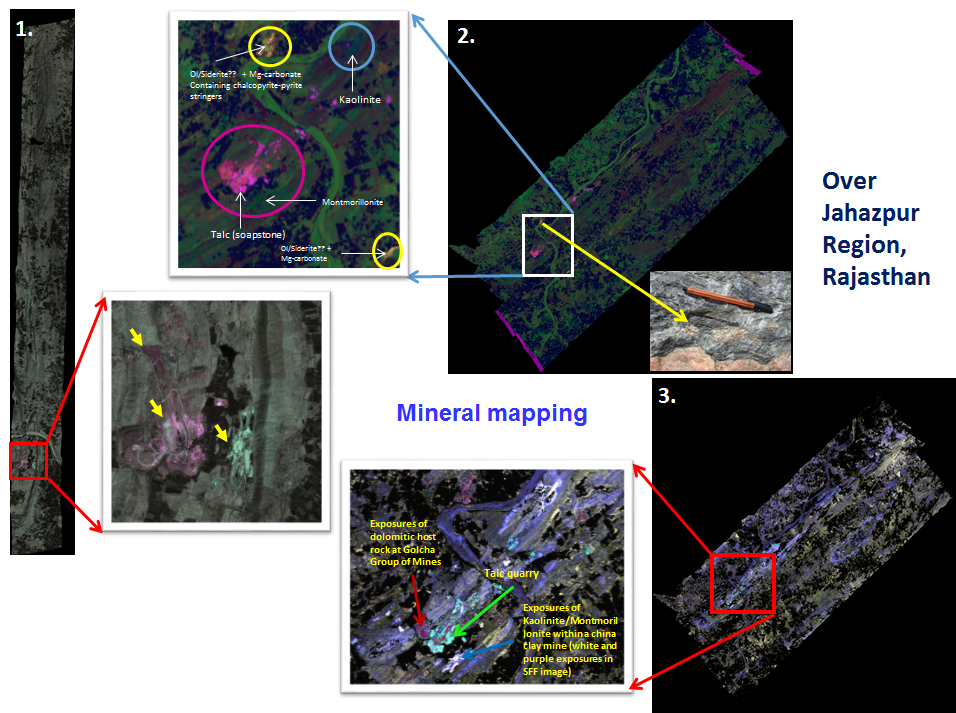 1.
Ol/Siderite?? + Mg-carbonate
Containing chalcopyrite-pyrite
stringers
Kaolinite
Montmorillonite
Talc (soapstone)
Ol/Siderite?? +
Mg-carbonate
2.
Over
Jahazpur
Region,
Rajasthan
Mineral mapping
3.
Exposures of
dolomitic host
rock at Golcha
Group of Mines
Talc quarry
Exposures of
Kaolinite/Montmoril
lonite withina china
clay mine (white and
purple exposures in
SFF image)